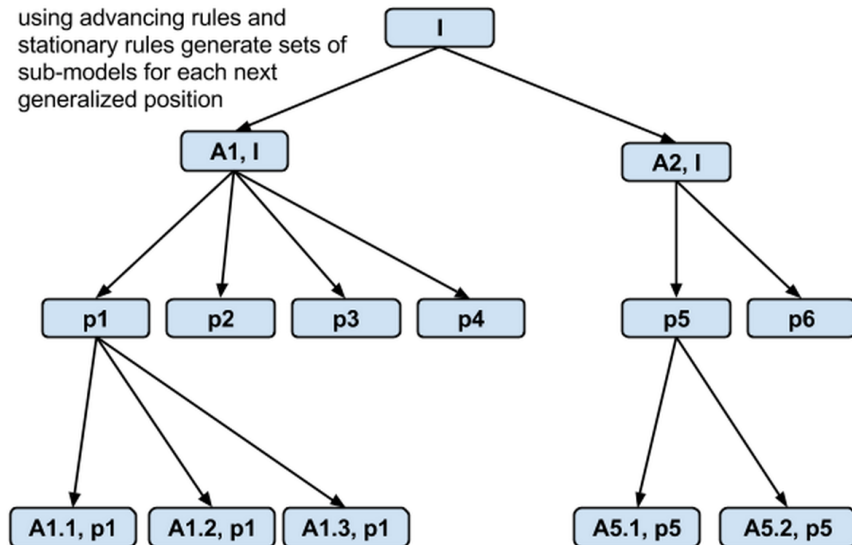 using advancing rules and
stationary rules generate sets of
sub-models for each next
generalized position
I
A1, I
A2, I
p1
p2
p3
p4
p5
p6
A1.1, p1
A1.2, p1
A1.3, p1
A5.1, p5
A5.2, p5